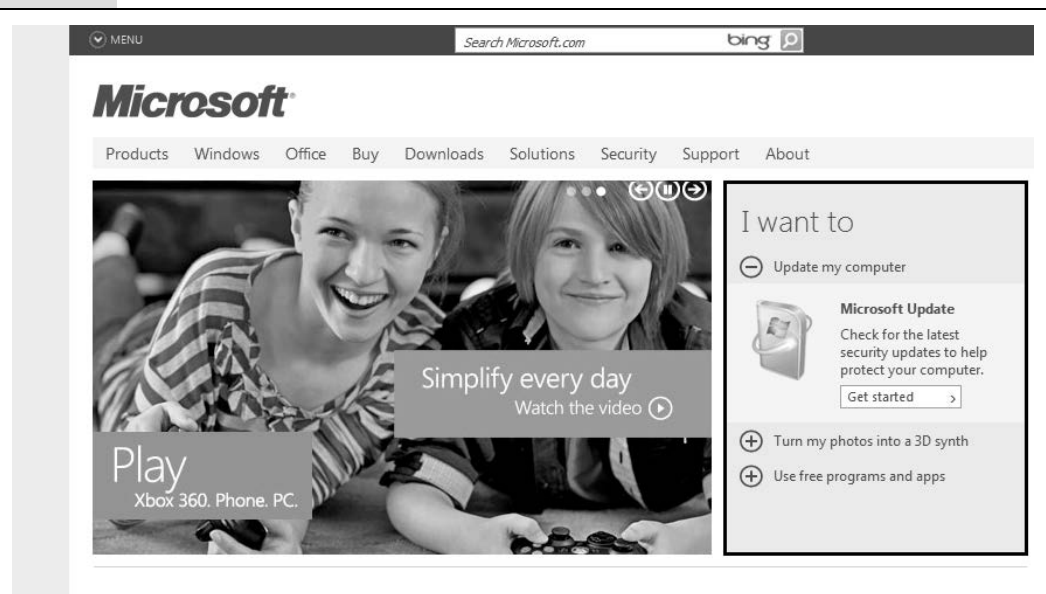 MENU
Search Microsoft.com bing
Microsoft®
Products Windows Office Buy Downloads Solutions Security Support About
Simplify every day
Watch the video
Play
Xbox 360. Phone. PC.
I want to
Update my computer
Microsoft Update
Check for the latest
security updates to help
protect your computer.
Get started
Turn my photos into a 3D synth
Use free programs and apps